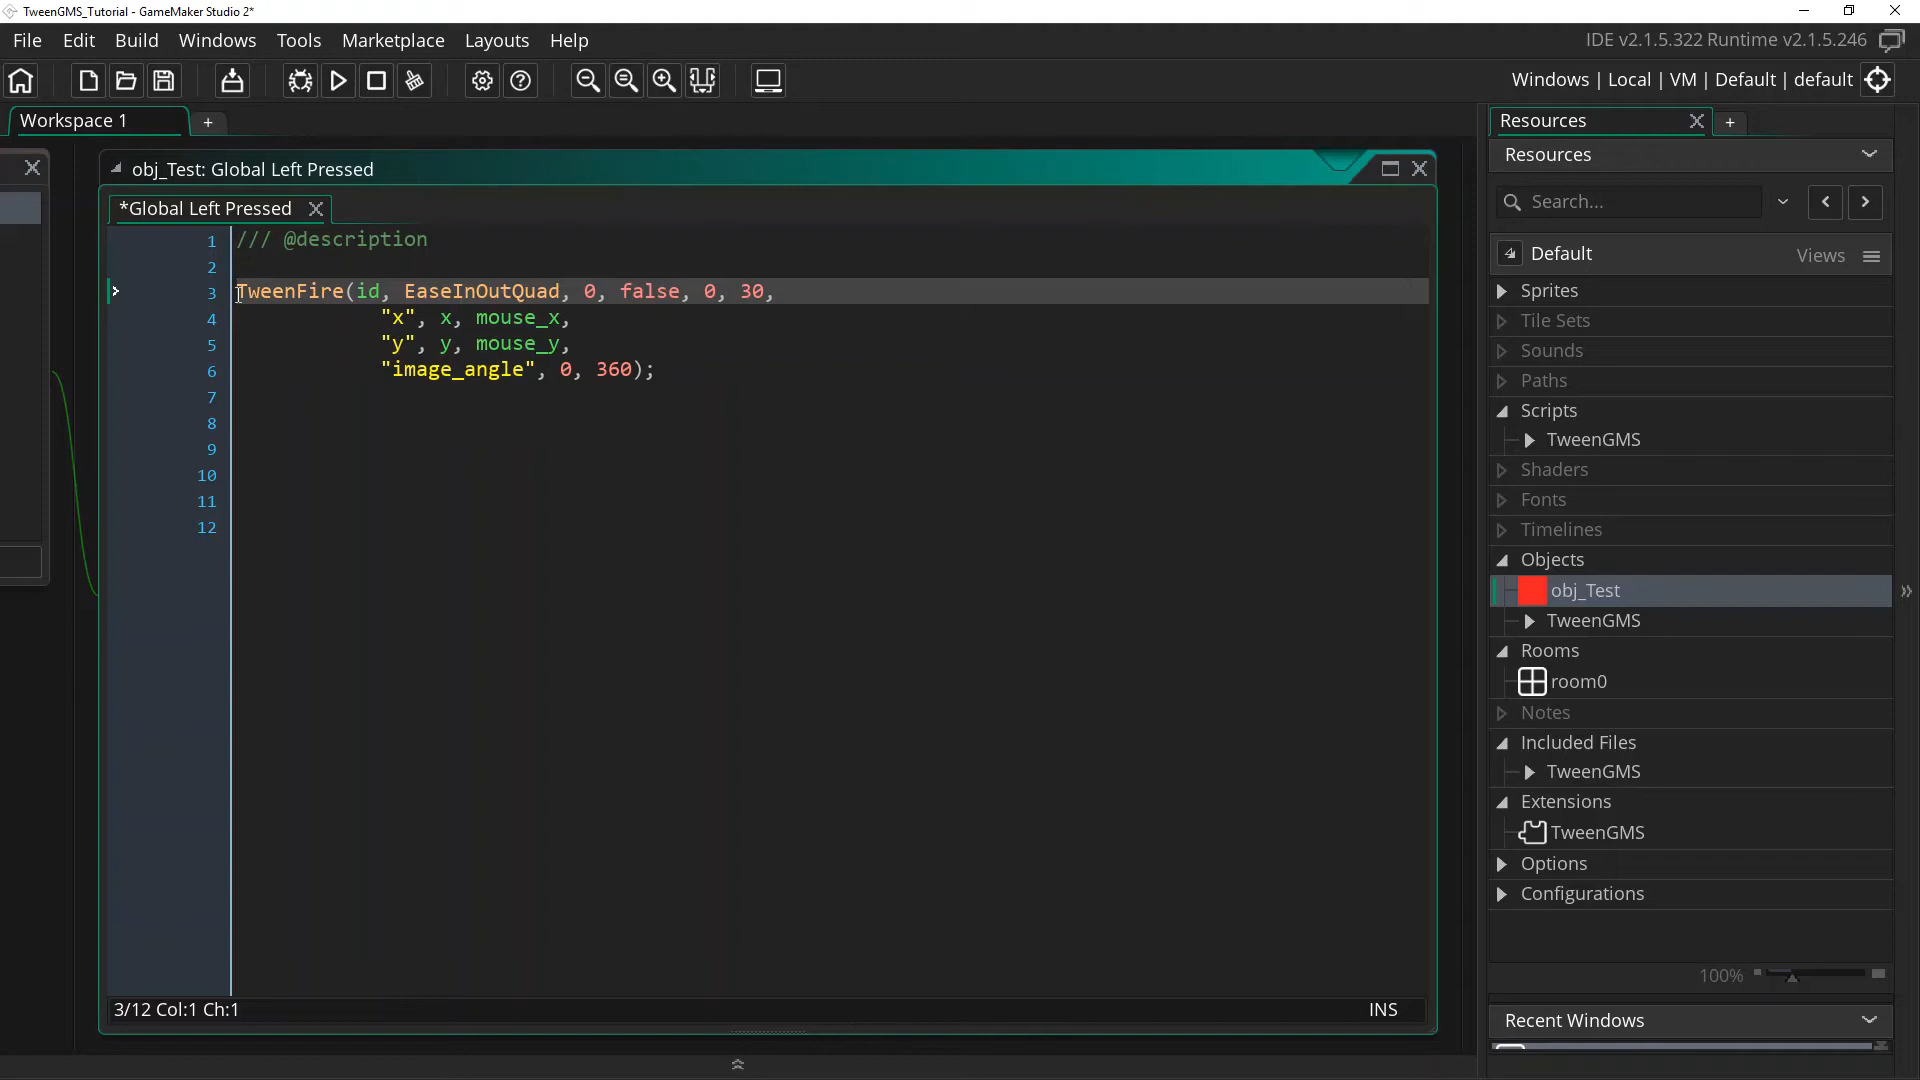 TweenGMS_Tutorial - GameMaker Studio 2*
File Edit Build Windows Tools Marketplace Layouts Help
IDE v2.1.5.322 Runtime v2.1.5.246
Windows | Local | VM | Default | default
Workspace 1
obj_Test: Global Left Pressed
*Global Left Pressed
1 /// @description
2
3 TweenFire(id, EaseInOutQuad, 0, false, 0, 30,
4 "x", x, mouse_x,
5 "y", y, mouse_y,
6 "image_angle", 0, 360);
7
8
9
10
11
12
3/12 Col:1 Ch:1
INS
Resources
Resources
Search...
Default
Views
Sprites
Tile Sets
Sounds
Paths
Scripts
TweenGMS
Shaders
Fonts
Timelines
Objects
obj_Test
TweenGMS
Rooms
room0
Notes
Included Files
TweenGMS
Extensions
TweenGMS
Options
Configurations
100%
Recent Windows